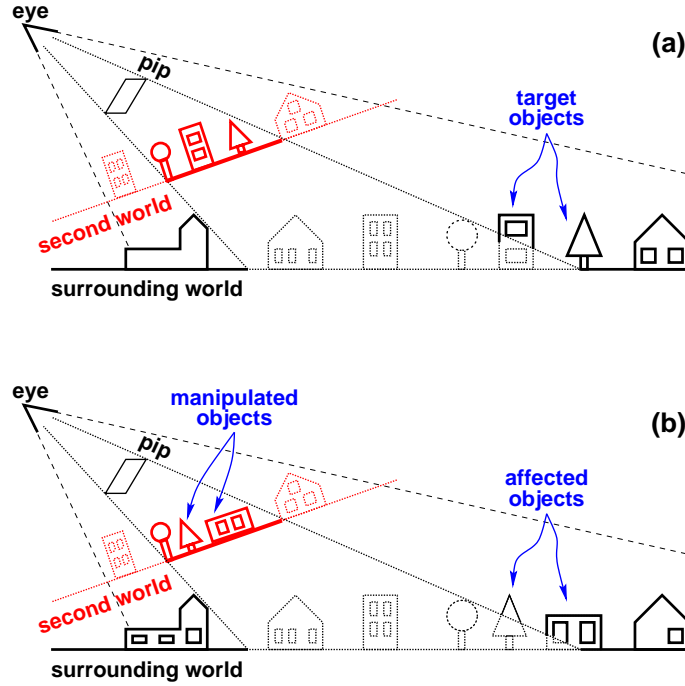 eye
(a)
pip
target
objects
second world
surrounding world
eye
manipulated
objects
(b)
pip
affected
objects
second world
surrounding world